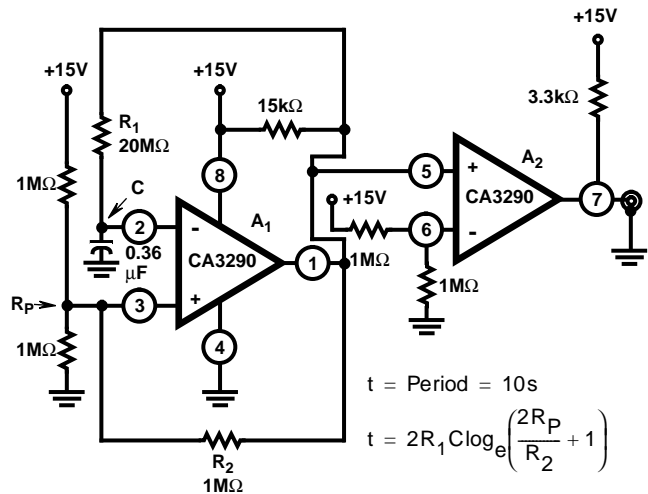 +15V
+15V
+15V
R1
20MΩ
15kΩ
3.3kΩ
1MΩ
C
8
5
A2
+
CA3290
7
2
-
A1
+15V
6
-
0.36
µF
CA3290
1
1MΩ
1MΩ
RP
3
+
1MΩ
4
t = Period = 10s
t = 2R1Cloge(2RP/R2 + 1)
R2
1MΩ